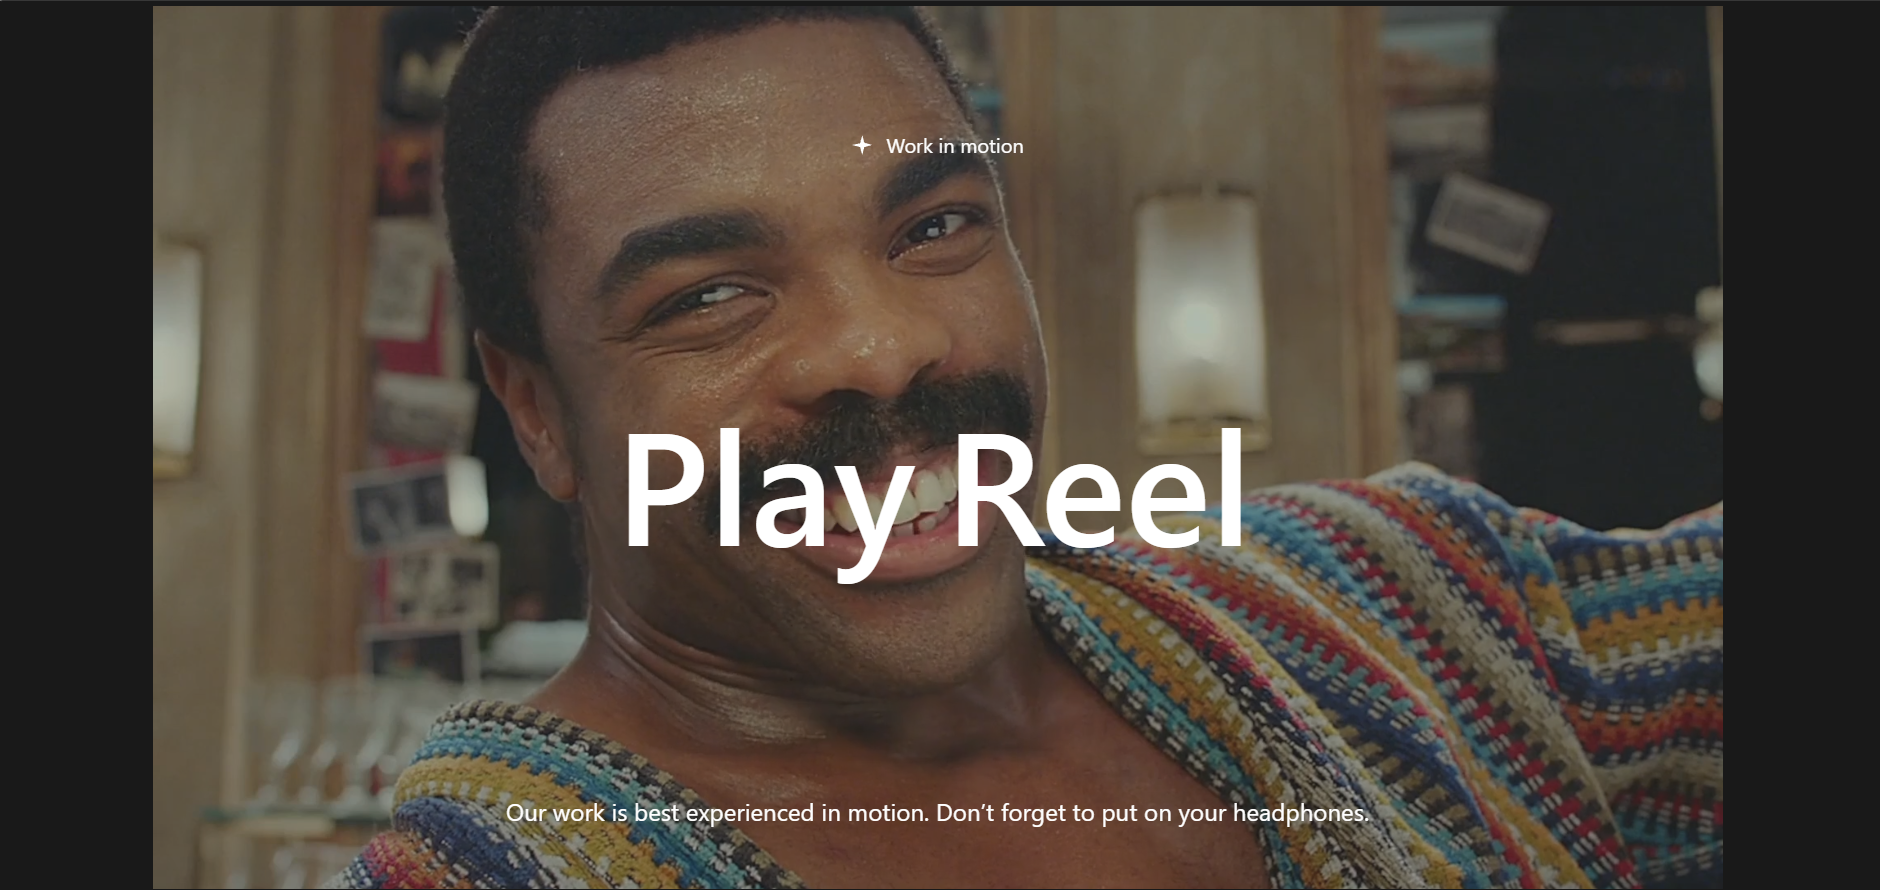 Work in motion
Play Reel
Our work is best experienced in motion. Don’t forget to put on your headphones.